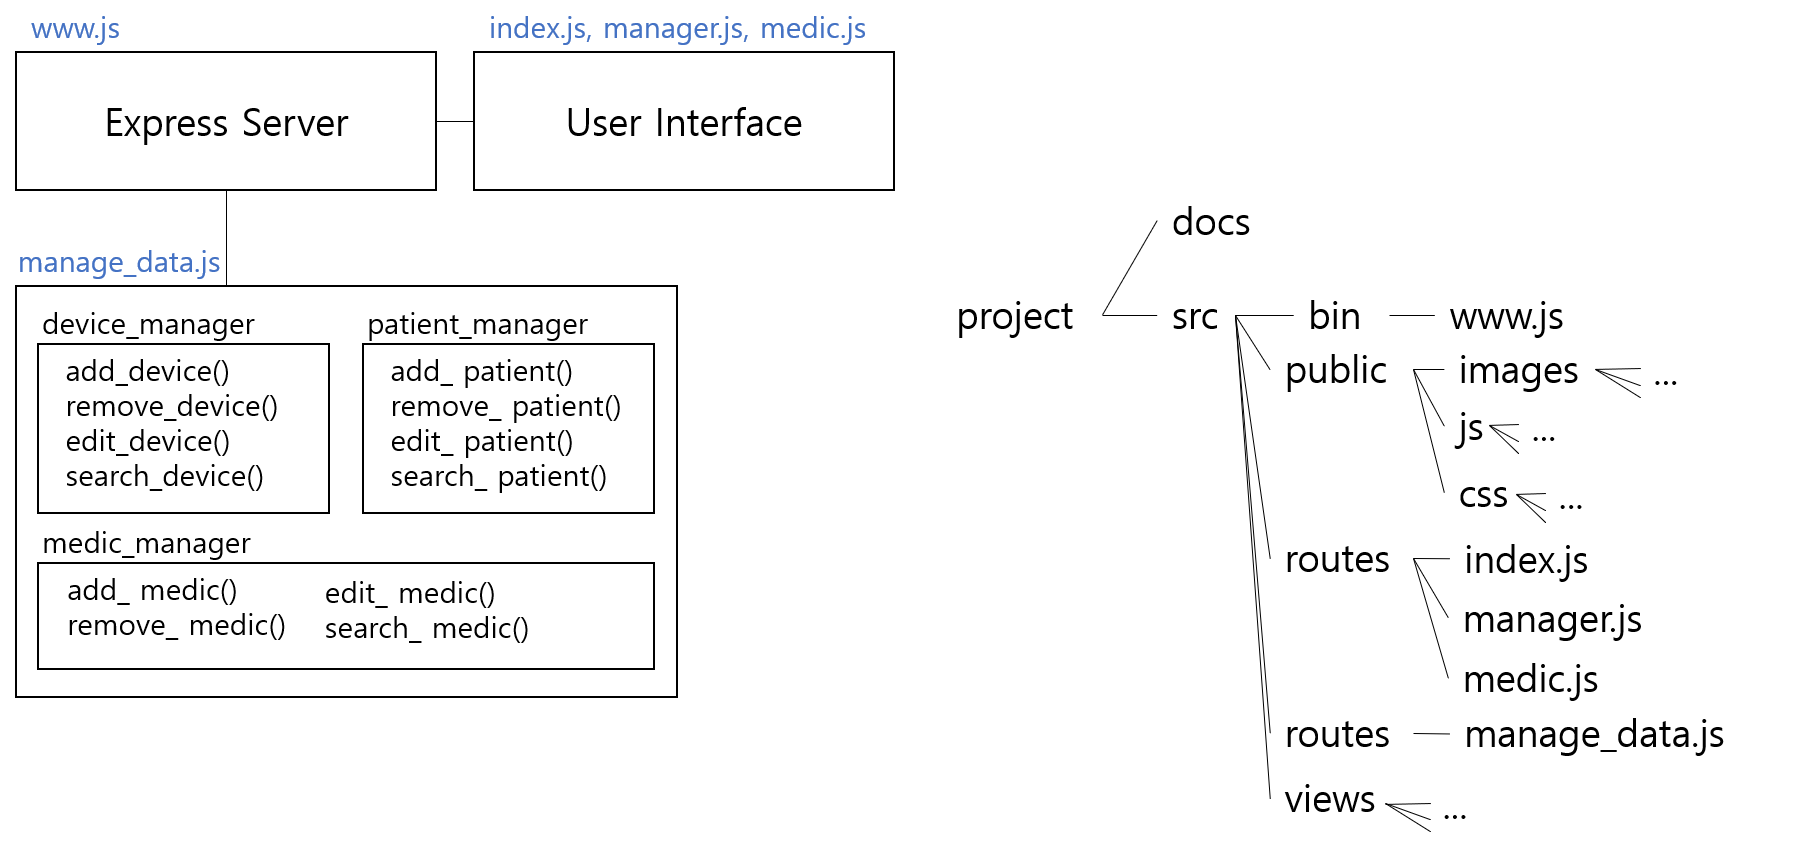 www.js
index.js, manager.js, medic.js
Express Server
User Interface
manage_data.js
device_manager
add_device()
remove_device()
edit_device()
search_device()
patient_manager
add_ patient()
remove_ patient()
edit_ patient()
search_ patient()
medic_manager
add_ medic()
remove_ medic()
edit_ medic()
search_ medic()
docs
project
src
bin
www.js
public
images
...
js
...
css
...
routes
index.js
manager.js
medic.js
routes
manage_data.js
views
...